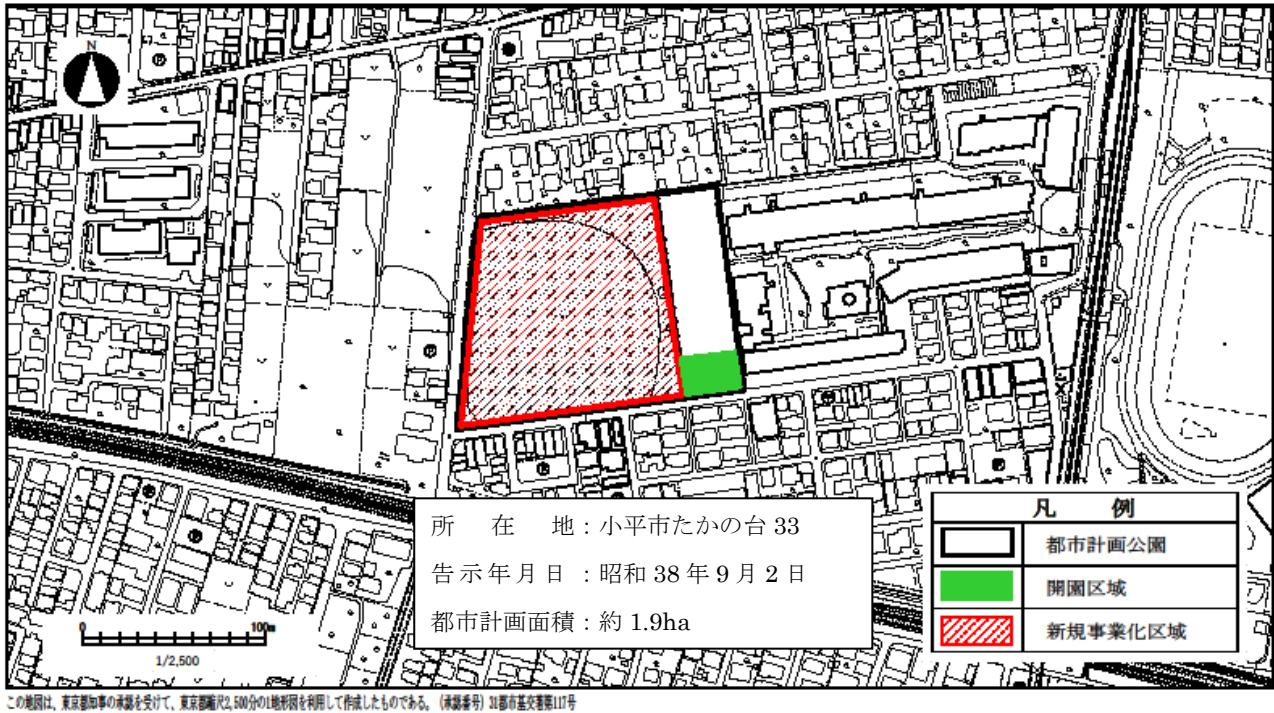 N
所在地：小平市たかの台 33
告示年月日：昭和 38 年 9 月 2 日
都市計画面積：約 1.9ha
凡例
都市計画公園
開園区域
新規事業化区域
0 100m
1/2,500
この地図は、東京都知事の承認を受けて、東京都縮尺2,500分の1地形図を利用して作成したものである。（承認番号）31都市基交著第117号